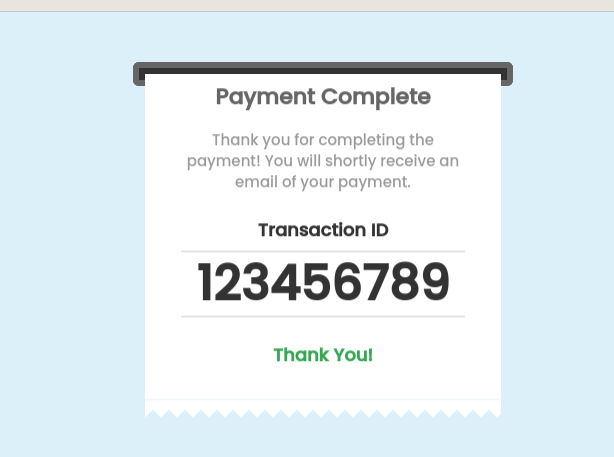 Payment Complete
Thank you for completing the
payment! You will shortly receive an
email of your payment.
Transaction ID
123456789
Thank You!